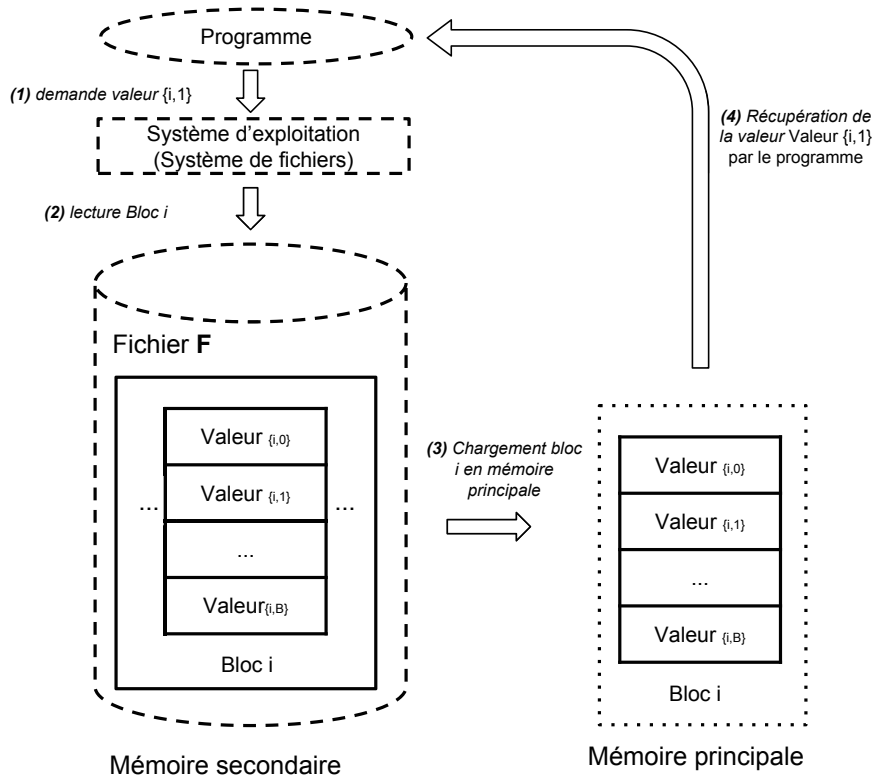 Programme
(1) demande valeur {i,1}
Système d'exploitation
(Système de fichiers)
(2) lecture Bloc i
(4) Récupération de
la valeur Valeur {i,1}
par le programme
Fichier F
Valeur {i,0}
... Valeur {i,1} ...
...
Valeur{i,B}
Bloc i
Mémoire secondaire
(3) Chargement bloc
i en mémoire
principale
Valeur {i,0}
Valeur {i,1}
...
Valeur {i,B}
Bloc i
Mémoire principale